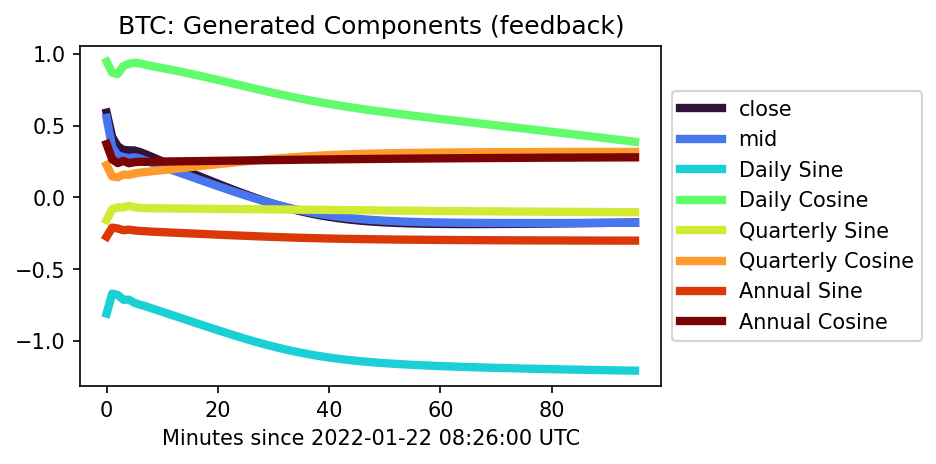 BTC: Generated Components (feedback)
1.0
0.5
0.0
−0.5
−1.0
0 20 40 60 80
Minutes since 2022-01-22 08:26:00 UTC
close
mid
Daily Sine
Daily Cosine
Quarterly Sine
Quarterly Cosine
Annual Sine
Annual Cosine